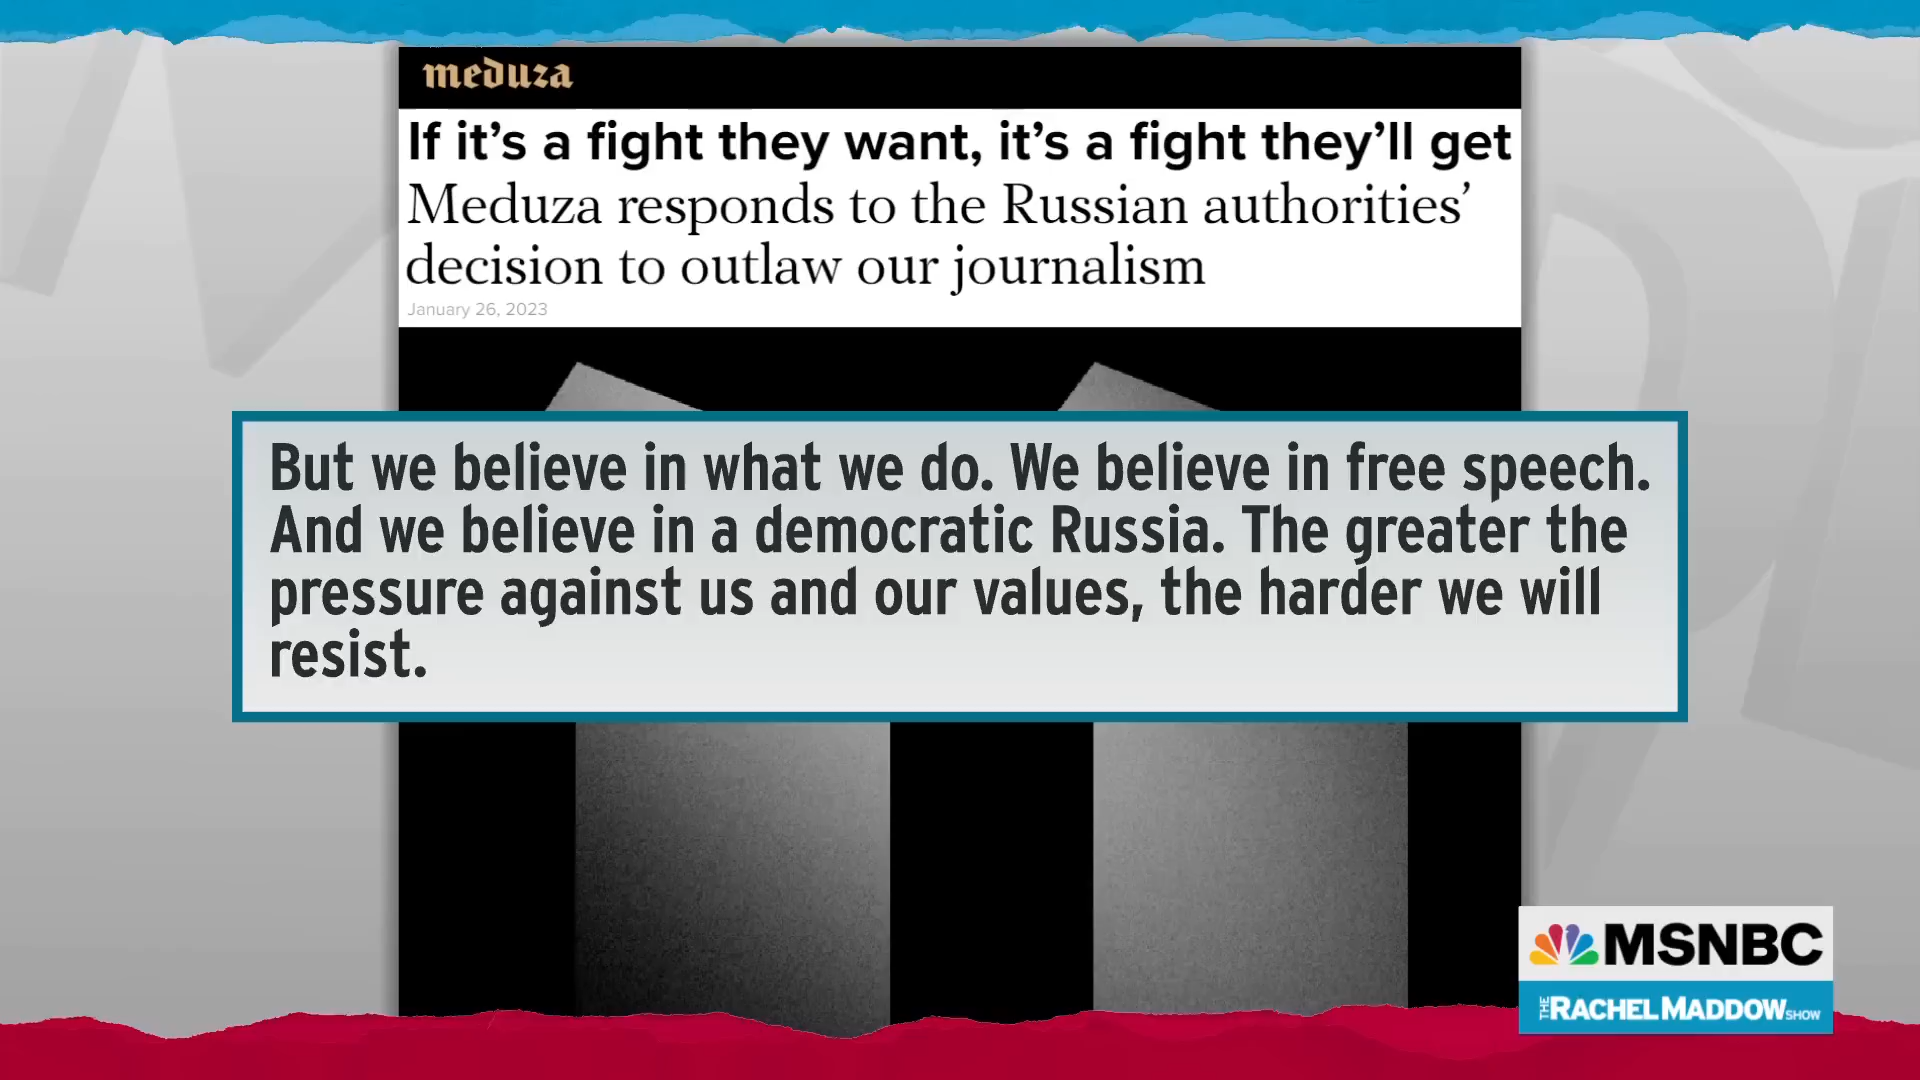 meduza
If it’s a fight they want, it’s a fight they’ll get
Meduza responds to the Russian authorities’
decision to outlaw our journalism
January 26, 2023
But we believe in what we do. We believe in free speech.
And we believe in a democratic Russia. The greater the
pressure against us and our values, the harder we will
resist.
MSNBC
THE RACHEL MADDOW SHOW